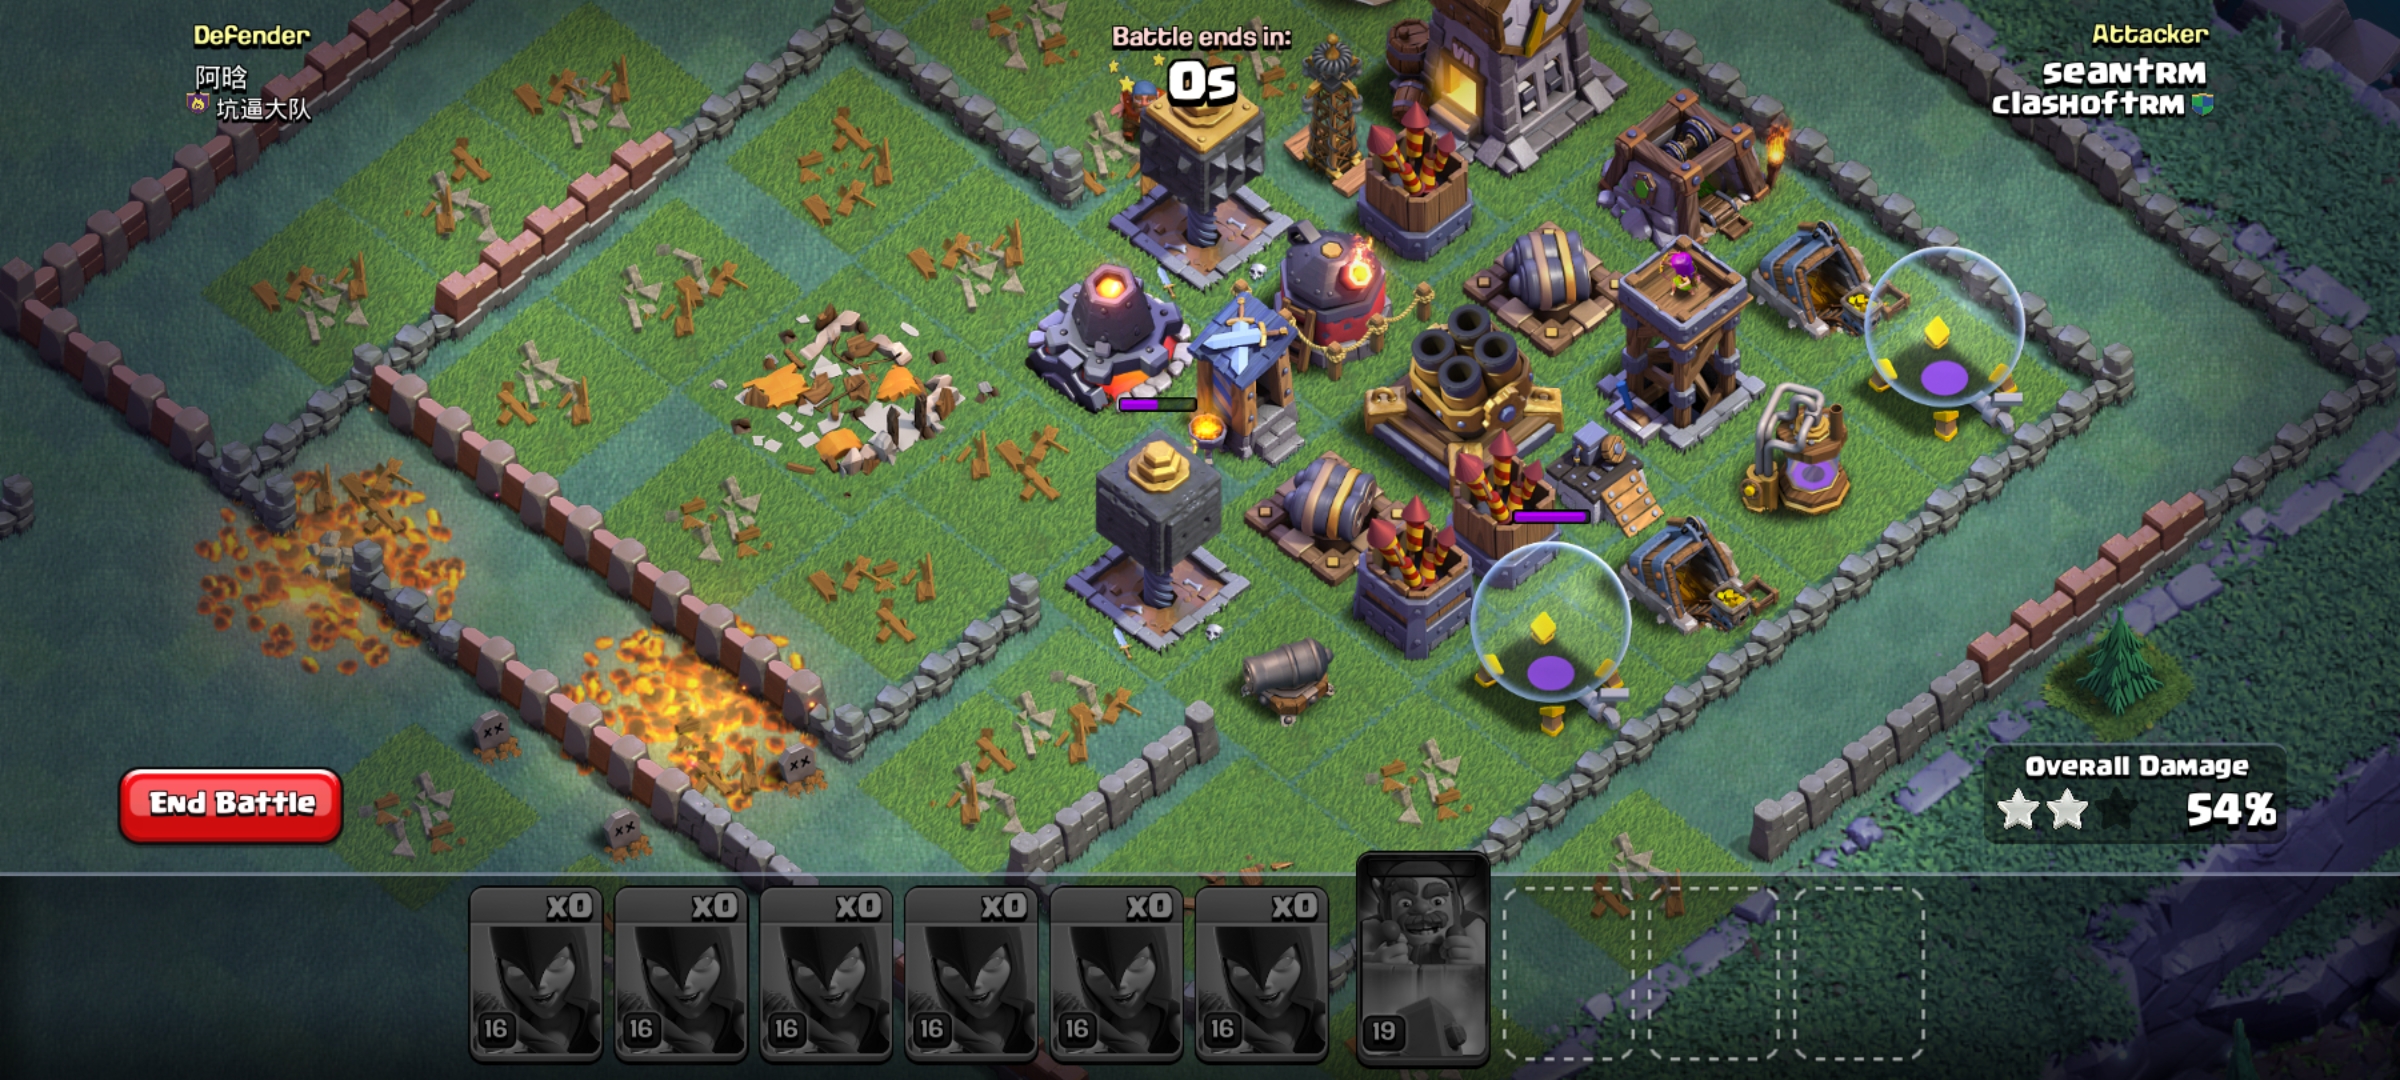 Defender
阿晗
坑逼大队
Battle ends in:
0s
Attacker
seantRM
clashoftRM
VII
End Battle
Overall Damage
54%
x0
x0
x0
x0
x0
x0
16
16
16
16
16
16
19